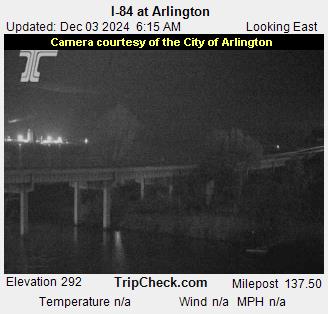 I-84 at Arlington
Updated: Dec 03 2024 6:15 AM Looking East
Camera courtesy of the City of Arlington
Elevation 292 TripCheck.com Milepost 137.50
Temperature n/a Wind n/a MPH n/a